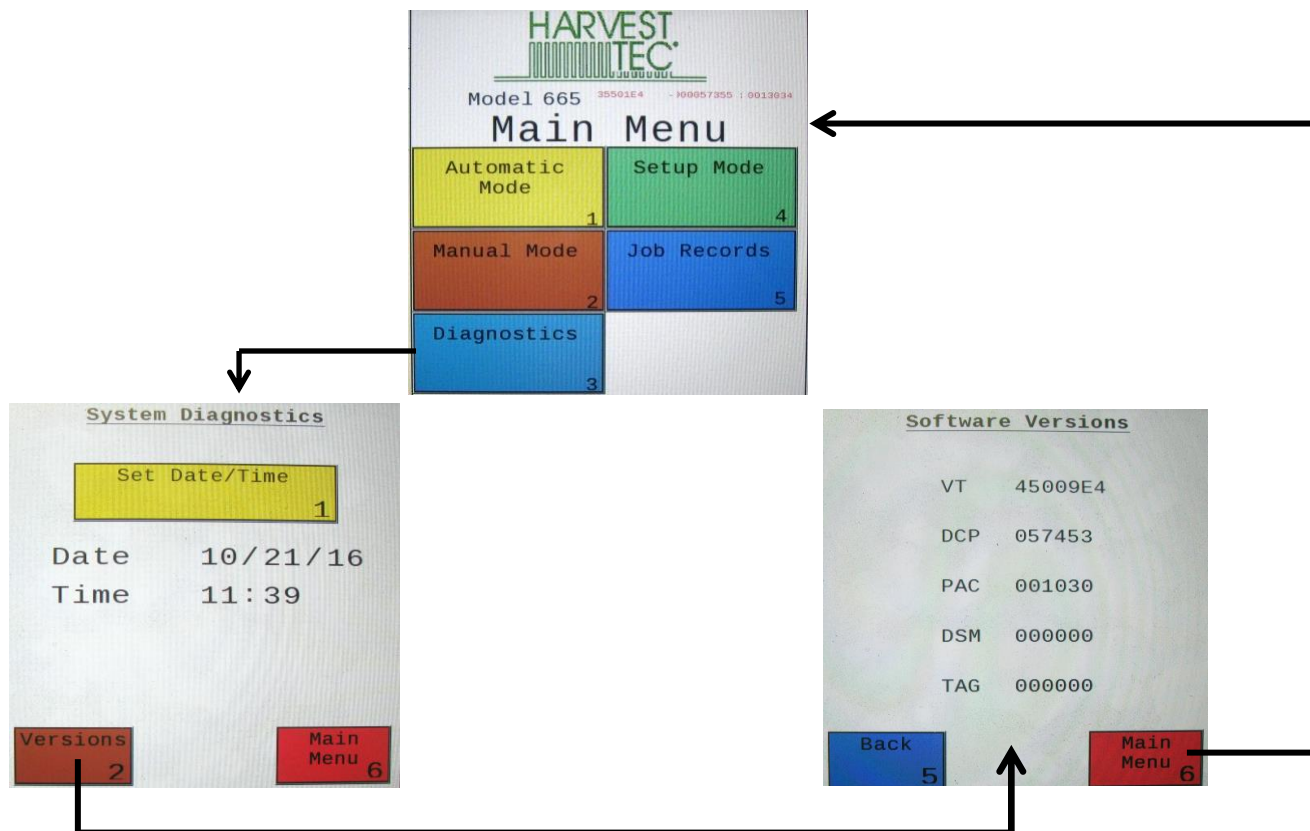 HARVEST
TEC
Model 665 35501E4 - 000057355 : 0013034
Main Menu
Automatic
Mode
1
Setup Mode
4
Manual Mode
2
Job Records
5
Diagnostics
3
System Diagnostics
Set Date/Time
1
Date 10/21/16
Time 11:39
Versions
2
Main
Menu
6
Software Versions
VT 45009E4
DCP 057453
PAC 001030
DSM 000000
TAG 000000
Back
5
Main
Menu
6